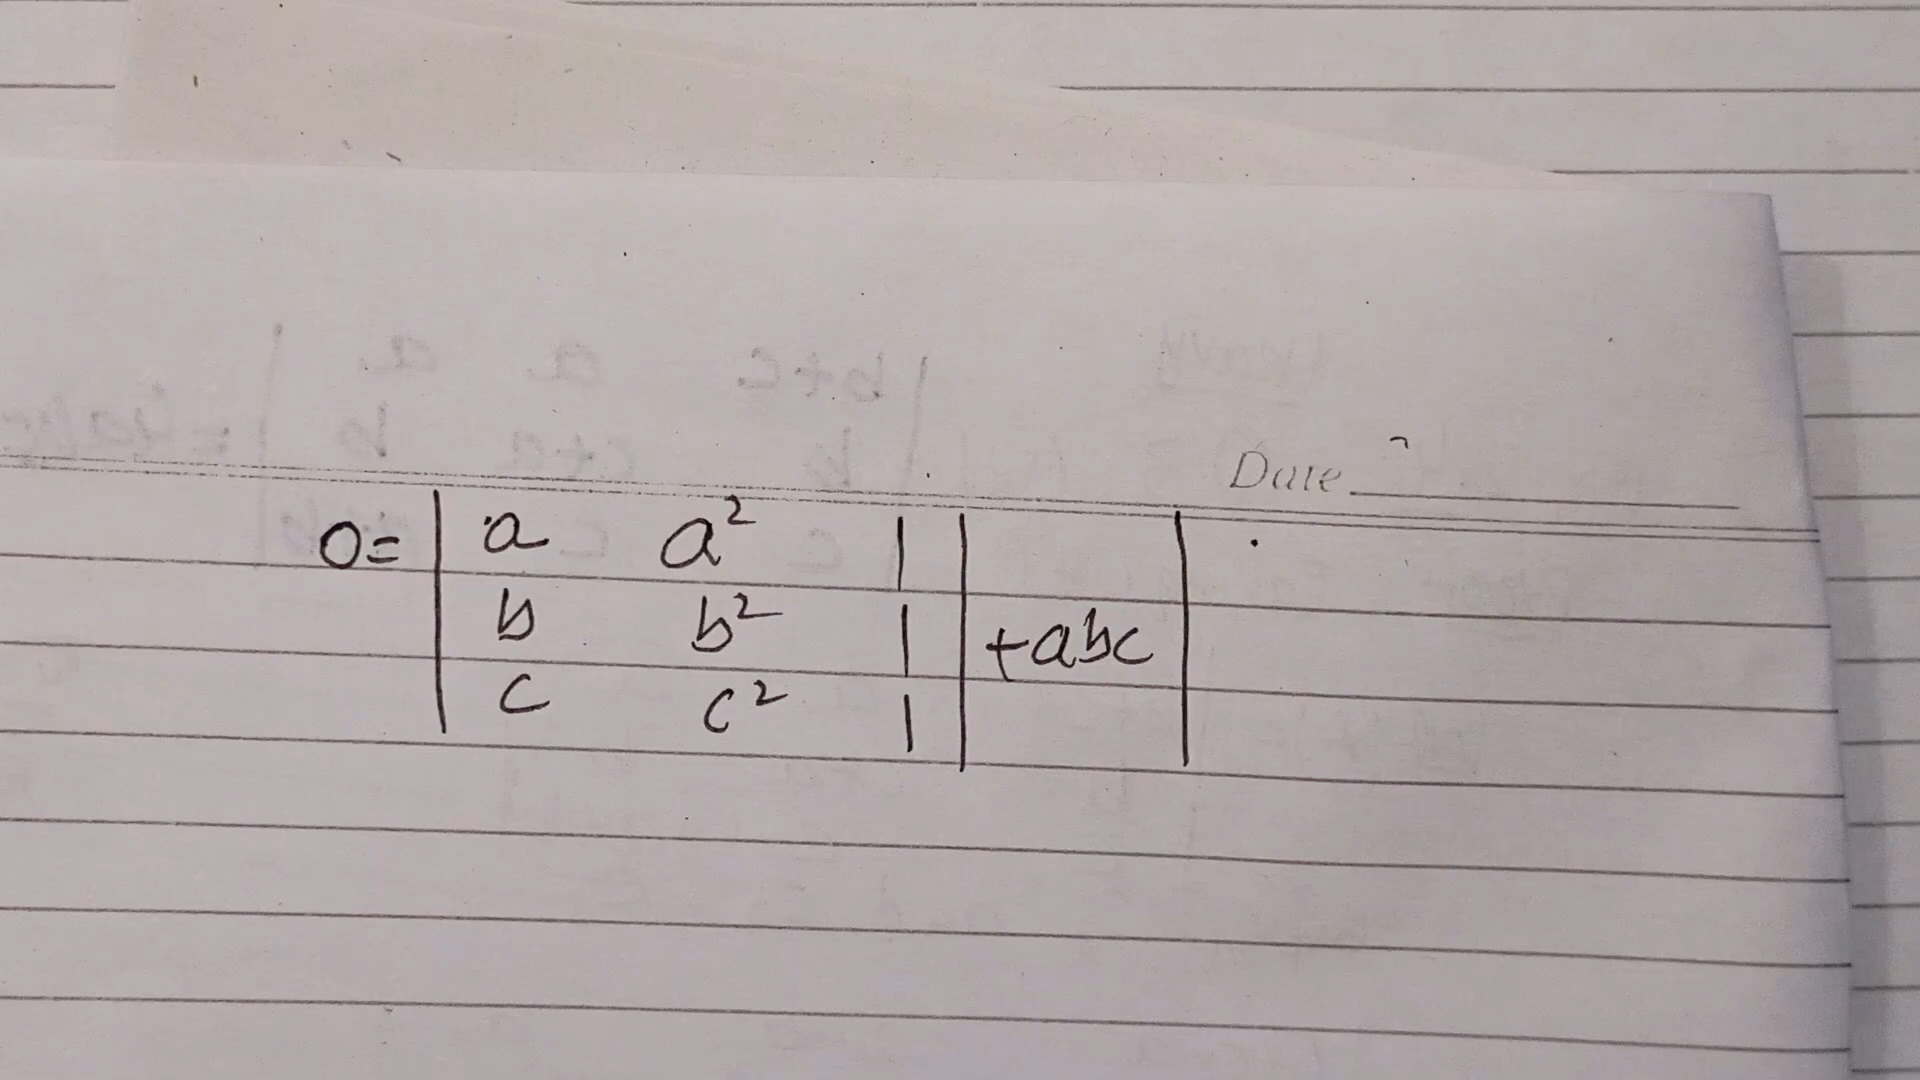 Date
0= | a a² 1 | |
| b b² 1 | +abc |
| c c² 1 | |